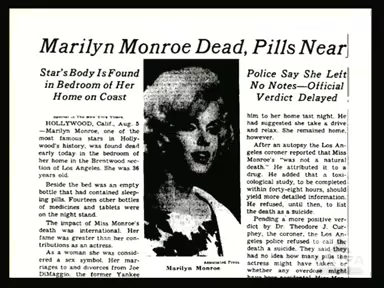 Marilyn Monroe Dead, Pills Near
Star's Body Is Found
in Bedroom of Her
Home on Coast
Special to The New York Times
HOLLYWOOD, Calif., Aug. 5
—Marilyn Monroe, one of the
most famous stars in Holly-
wood's history, was found dead
early today in the bedroom of
her home in the Brentwood sec-
tion of Los Angeles. She was 36
years old.
Beside the bed was an empty
bottle that had contained sleep-
ing pills. Fourteen other bottles
of medicines and tablets were
on the night stand.
The impact of Miss Monroe's
death was international. Her
fame was greater than her con-
tributions as an actress.
As a woman she was consid-
ered a sex symbol. Her mar-
riages to and divorces from Joe
DiMaggio, the former Yankee
Associated Press
Marilyn Monroe
Police Say She Left
No Notes—Official
Verdict Delayed
him to her home last night. He
had suggested she take a drive
and relax. She remained home,
however.
After an autopsy the Los An-
geles coroner reported that Miss
Monroe's "was not a natural
death." He attributed it to a
drug. He added that a toxi-
cological study, to be completed
within forty-eight hours, should
yield more detailed information.
He refused, until then, to list
the death as a suicide.
Pending a more positive ver-
dict by Dr. Theodore J. Cur-
phey, the coroner, the Los An-
geles police refused to call the
death a suicide. They said they
had no idea how many pills the
actress might have taken or
whether any overdose might